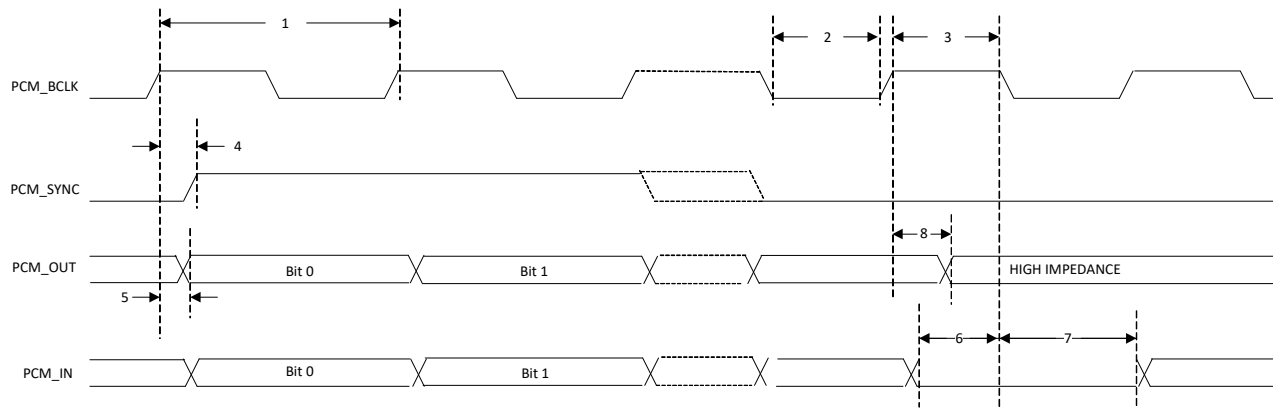 1
2
3
PCM_BCLK
4
PCM_SYNC
8
PCM_OUT
Bit 0
Bit 1
HIGH IMPEDANCE
5
6
7
PCM_IN
Bit 0
Bit 1